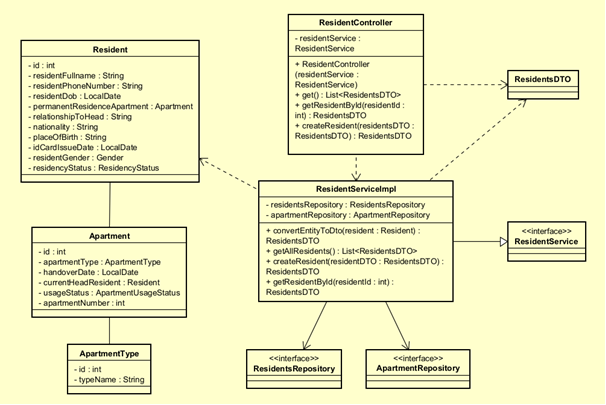 Resident
- id : int
- residentFullname : String
- residentPhoneNumber : String
- residentDob : LocalDate
- permanentResidenceApartment : Apartment
- relationshipToHead : String
- nationality : String
- placeOfBirth : String
- idCardIssueDate : LocalDate
- residentGender : Gender
- residencyStatus : ResidencyStatus
ResidentController
- residentService :
ResidentService
+ ResidentController
(residentService :
ResidentService)
+ get() : List<ResidentsDTO>
+ getResidentById(residentId :
int) : ResidentsDTO
+ createResident(residentsDTO :
ResidentsDTO) : ResidentsDTO
ResidentsDTO
Apartment
- id : int
- apartmentType : ApartmentType
- handoverDate : LocalDate
- currentHeadResident : Resident
- usageStatus : ApartmentUsageStatus
- apartmentNumber : int
ResidentServiceImpl
- residentsRepository : ResidentsRepository
- apartmentRepository : ApartmentRepository
+ convertEntityToDto(resident : Resident) :
ResidentsDTO
+ getAllResidents() : List<ResidentsDTO>
+ createResident(residentDTO : ResidentsDTO) :
ResidentsDTO
+ getResidentById(residentId : int) :
ResidentsDTO
<<interface>>
ResidentService
ApartmentType
- id : int
- typeName : String
<<interface>>
ResidentsRepository
<<interface>>
ApartmentRepository